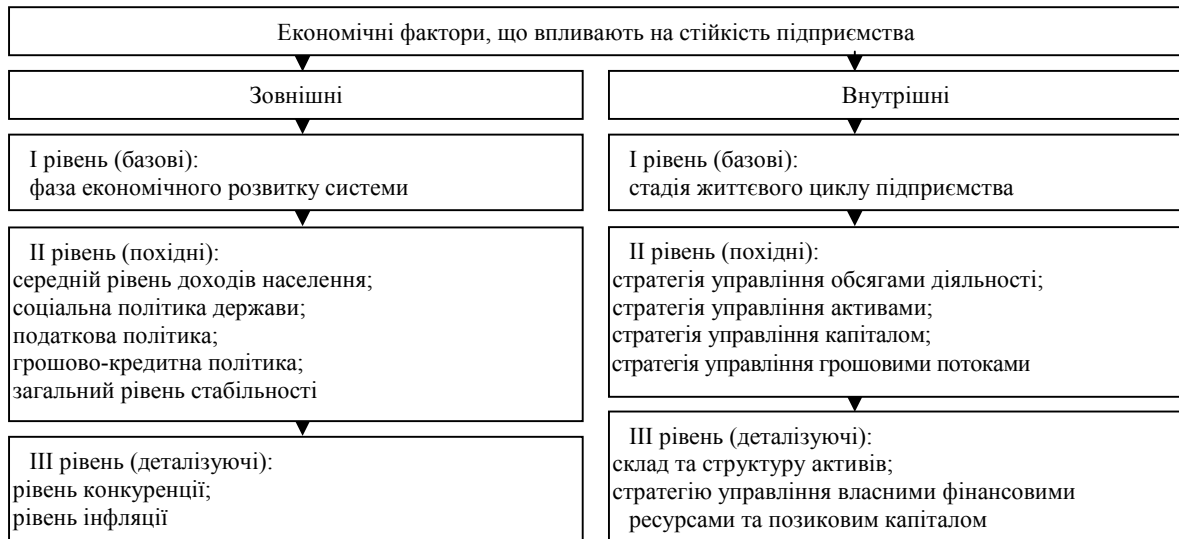 Економічні фактори, що впливають на стійкість підприємства
Зовнішні
Внутрішні
І рівень (базові):
фаза економічного розвитку системи
І рівень (базові):
стадія життєвого циклу підприємства
ІІ рівень (похідні):
середній рівень доходів населення;
соціальна політика держави;
податкова політика;
грошово-кредитна політика;
загальний рівень стабільності
ІІ рівень (похідні):
стратегія управління обсягами діяльності;
стратегія управління активами;
стратегія управління капіталом;
стратегія управління грошовими потоками
ІІІ рівень (деталізуючі):
рівень конкуренції;
рівень інфляції
ІІІ рівень (деталізуючі):
склад та структуру активів;
стратегію управління власними фінансовими
ресурсами та позиковим капіталом